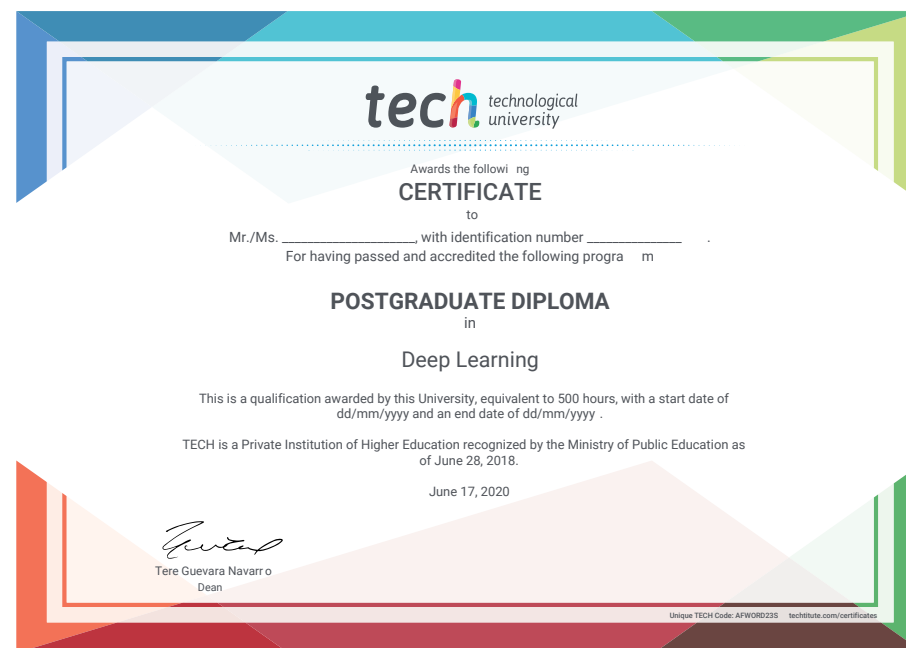 tech technological
university
Awards the followi ng
CERTIFICATE
to
Mr./Ms. ___________________, with identification number ______________ .
For having passed and accredited the following progra m
POSTGRADUATE DIPLOMA
in
Deep Learning
This is a qualification awarded by this University, equivalent to 500 hours, with a start date of
dd/mm/yyyy and an end date of dd/mm/yyyy .
TECH is a Private Institution of Higher Education recognized by the Ministry of Public Education as
of June 28, 2018.
June 17, 2020
Tere Guevara Navarr o
Dean
Unique TECH Code: AFWORD23S techtitute.com/certificates